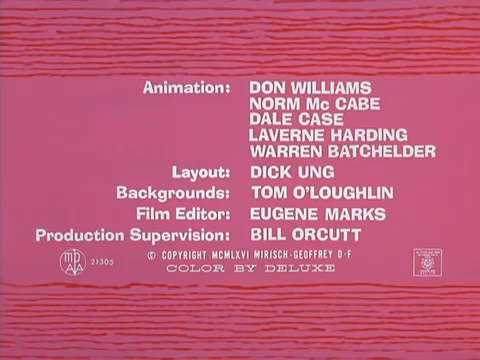 Animation: DON WILLIAMS
NORM Mc CABE
DALE CASE
LAVERNE HARDING
WARREN BATCHELDER
Layout: DICK UNG
Backgrounds: TOM O'LOUGHLIN
Film Editor: EUGENE MARKS
Production Supervision: BILL ORCUTT
21305
© COPYRIGHT MCMLXVI MIRISCH-GEOFFREY D-F
COLOR BY DELUXE